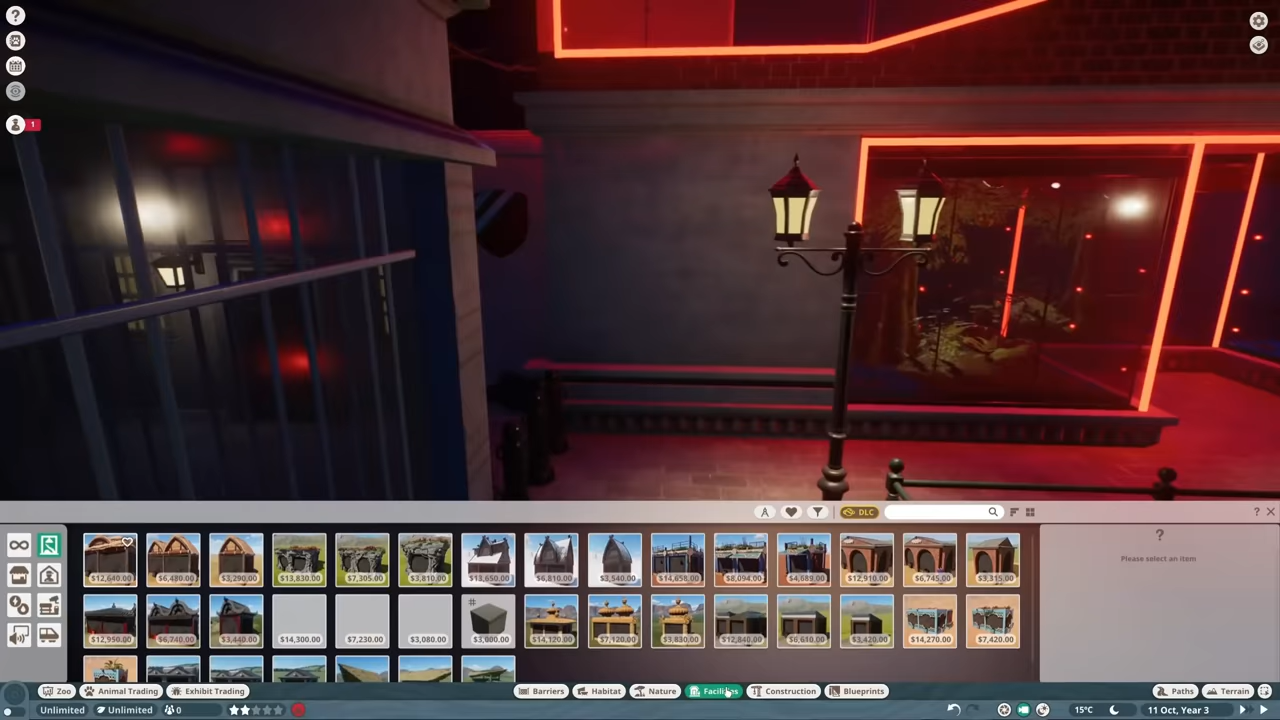 ?
1
DLC
? ×
$12,640.00 $6,480.00 $3,290.00 $13,830.00 $7,305.00 $3,810.00 $13,650.00 $6,810.00 $3,540.00 $14,658.00 $8,094.00 $4,689.00 $12,910.00 $6,745.00 $3,315.00
?
Please select an item
$12,950.00 $6,740.00 $3,440.00 $14,300.00 $7,230.00 $3,080.00 $3,000.00 $14,120.00 $7,120.00 $3,830.00 $12,840.00 $6,610.00 $3,420.00 $14,270.00 $7,420.00
Zoo Animal Trading Exhibit Trading Barriers Habitat Nature Facilities Construction Blueprints Paths Terrain
Unlimited Unlimited 0 15°C 11 Oct, Year 3